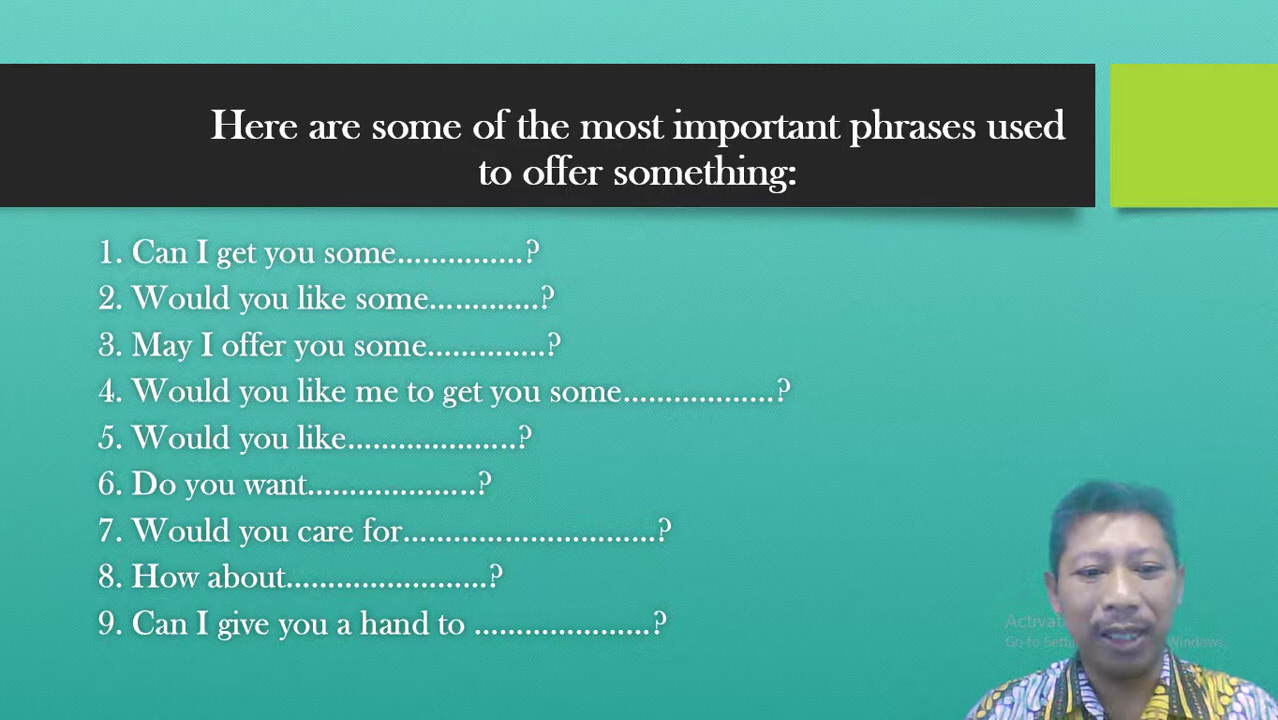 Here are some of the most important phrases used
to offer something:
1. Can I get you some...............?
2. Would you like some.............?
3. May I offer you some..............?
4. Would you like me to get you some..................?
5. Would you like....................?
6. Do you want....................?
7. Would you care for..............................?
8. How about........................?
9. Can I give you a hand to .....................?
Go to Windows.